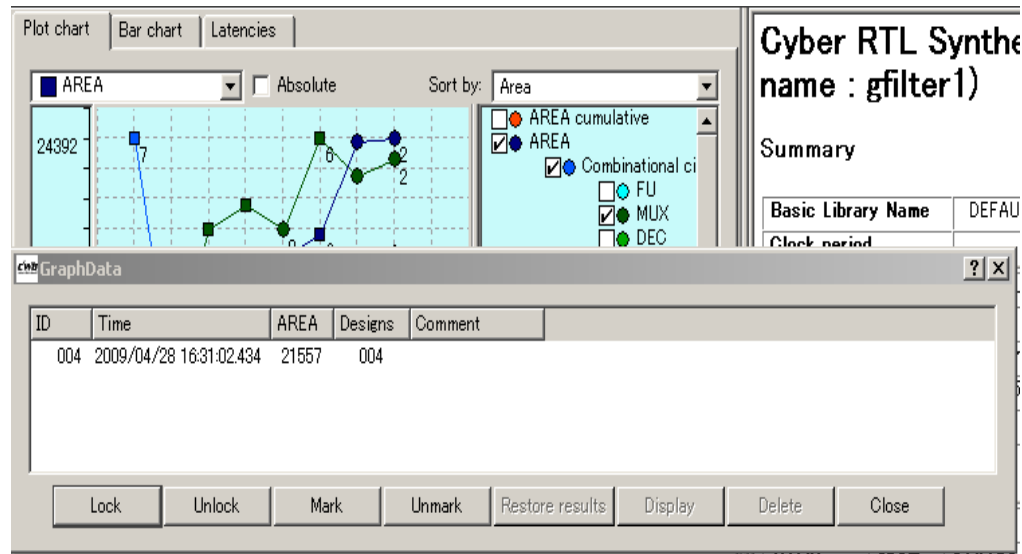 Plot chart Bar chart Latencies
AREA Absolute Sort by: Area
24392
7
6
2
2
AREA cumulative
AREA
Combinational ci
FU
MUX
DEC
Cyber RTL Synthe
name : gfilter1)
Summary
Basic Library Name DEFAU
Clock period
cwb GraphData
ID Time AREA Designs Comment
004 2009/04/28 16:31:02.434 21557 004
Lock Unlock Mark Unmark Restore results Display Delete Close